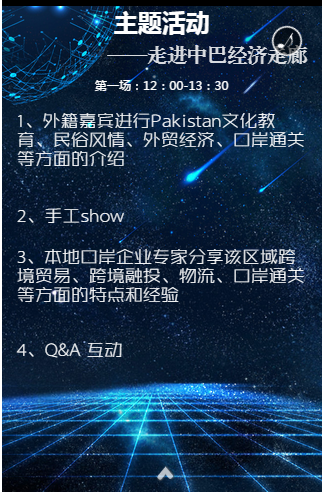 主题活动
——走进中巴经济走廊
第一场：12：00-13：30
1、外籍嘉宾进行Pakistan文化教
育、民俗风情、外贸经济、口岸通关
等方面的介绍
2、手工show
3、本地口岸企业专家分享该区域跨
境贸易、跨境融投、物流、口岸通关
等方面的特点和经验
4、Q&A 互动